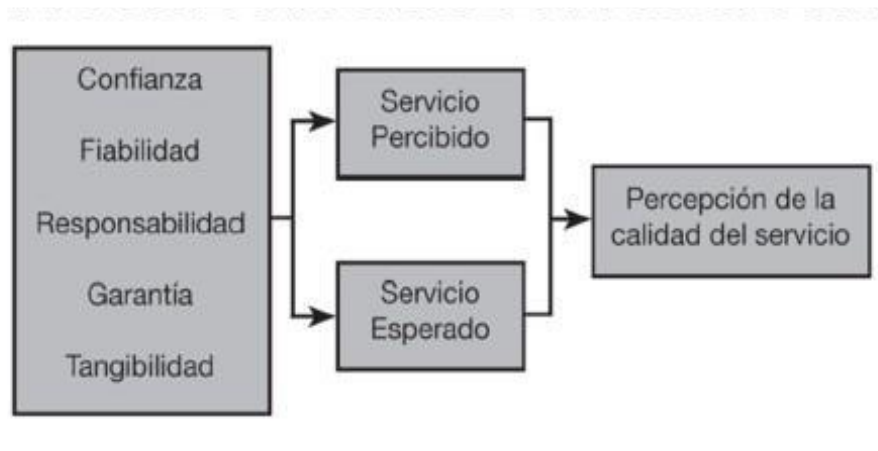 Confianza
Fiabilidad
Responsabilidad
Garantía
Tangibilidad
Servicio
Percibido
Servicio
Esperado
Percepción de la
calidad del servicio